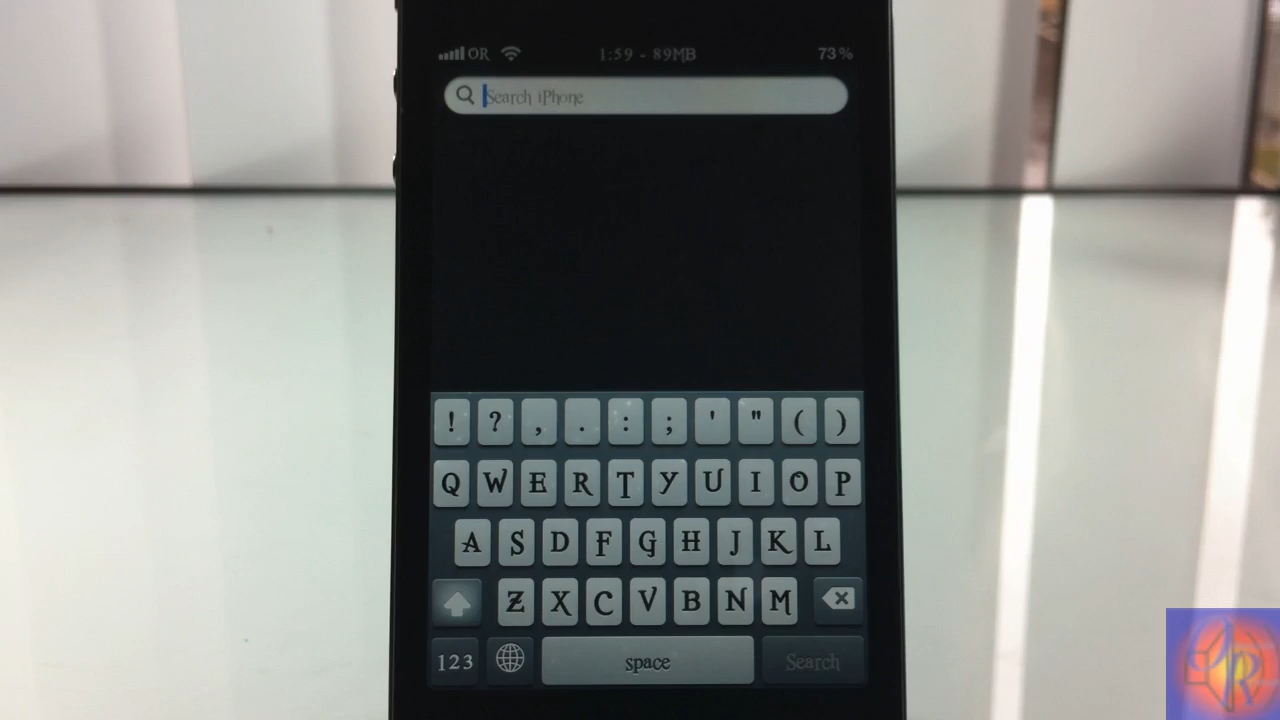 OR 1:59 - 89MB 73%
Search iPhone
! ? , . : ; ' " ( )
Q W E R T Y U I O P
A S D F G H J K L
Z X C V B N M
123 space Search
R